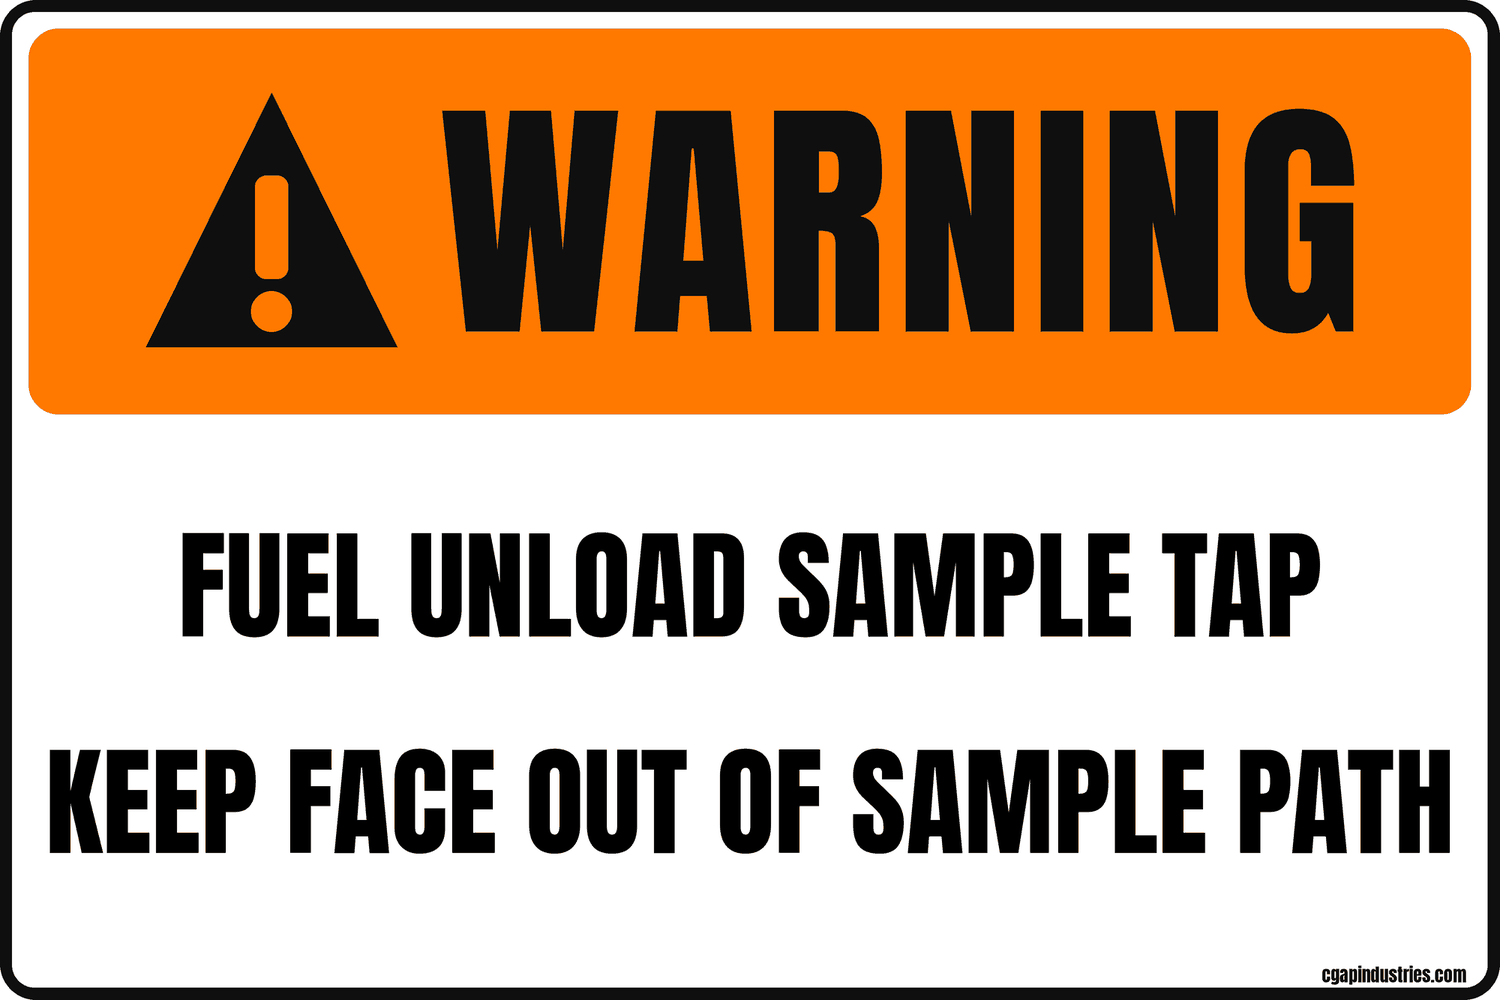 WARNING
FUEL UNLOAD SAMPLE TAP
KEEP FACE OUT OF SAMPLE PATH
cgapindustries.com